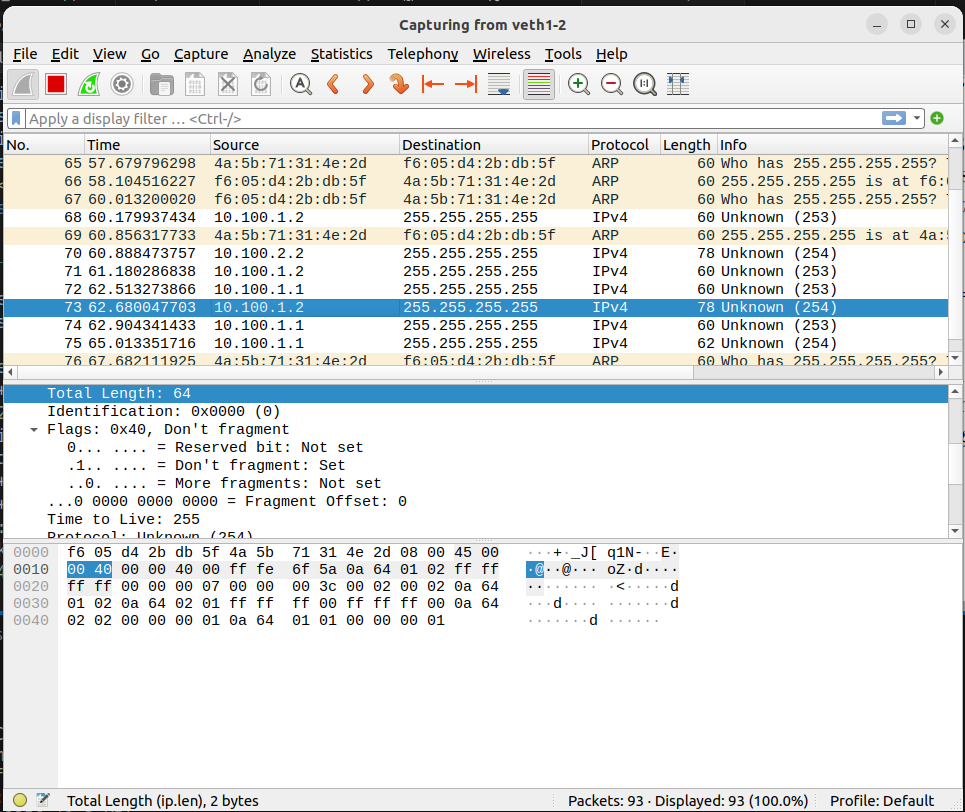 Capturing from veth1-2
File Edit View Go Capture Analyze Statistics Telephony Wireless Tools Help
Apply a display filter … <Ctrl-/>
No. Time Source Destination Protocol Length Info
65 57.679796298 4a:5b:71:31:4e:2d f6:05:d4:2b:db:5f ARP 60 Who has 255.255.255.255?
66 58.104516227 f6:05:d4:2b:db:5f 4a:5b:71:31:4e:2d ARP 60 255.255.255.255 is at f6:
67 60.013200020 f6:05:d4:2b:db:5f 4a:5b:71:31:4e:2d ARP 60 Who has 255.255.255.255?
68 60.179937434 10.100.1.2 255.255.255.255 IPv4 60 Unknown (253)
69 60.856317733 4a:5b:71:31:4e:2d f6:05:d4:2b:db:5f ARP 60 255.255.255.255 is at 4a:
70 60.888473757 10.100.2.2 255.255.255.255 IPv4 78 Unknown (254)
71 61.180286838 10.100.1.2 255.255.255.255 IPv4 60 Unknown (253)
72 62.513273866 10.100.1.1 255.255.255.255 IPv4 60 Unknown (253)
73 62.680047703 10.100.1.2 255.255.255.255 IPv4 78 Unknown (254)
74 62.904341433 10.100.1.1 255.255.255.255 IPv4 60 Unknown (253)
75 65.013351716 10.100.1.1 255.255.255.255 IPv4 62 Unknown (254)
76 67.682111925 4a:5b:71:31:4e:2d f6:05:d4:2b:db:5f ARP 60 Who has 255.255.255.255?
Total Length: 64
Identification: 0x0000 (0)
Flags: 0x40, Don't fragment
0... .... = Reserved bit: Not set
.1.. .... = Don't fragment: Set
..0. .... = More fragments: Not set
...0 0000 0000 0000 = Fragment Offset: 0
Time to Live: 255
Protocol: Unknown (254)
0000 f6 05 d4 2b db 5f 4a 5b 71 31 4e 2d 08 00 45 00 ···+·_J[ q1N-··E·
0010 00 40 00 00 40 00 ff fe 6f 5a 0a 64 01 02 ff ff ·@··@··· oZ·d····
0020 ff ff 00 00 00 07 00 00 00 3c 00 02 00 02 0a 64 ········ ·<·····d
0030 01 02 0a 64 02 01 ff ff ff 00 ff ff ff 00 0a 64 ···d···· ·······d
0040 02 02 00 00 00 01 0a 64 01 01 00 00 00 01 ·······d ······
Total Length (ip.len), 2 bytes
Packets: 93 · Displayed: 93 (100.0%)
Profile: Default